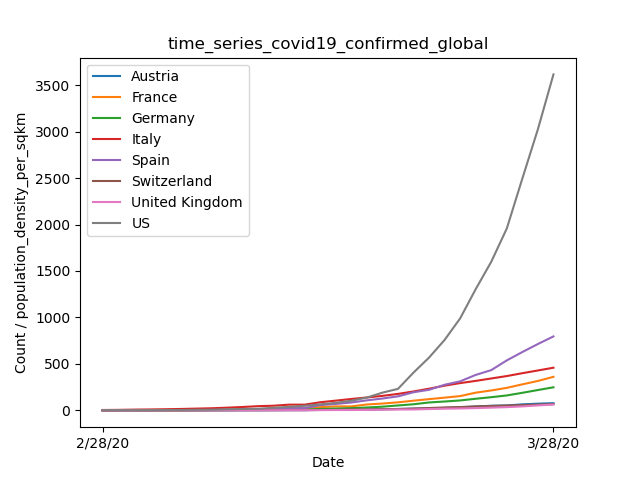 time_series_covid19_confirmed_global
Austria
France
Germany
Italy
Spain
Switzerland
United Kingdom
US
Count / population_density_per_sqkm
3500
3000
2500
2000
1500
1000
500
0
2/28/20
3/28/20
Date